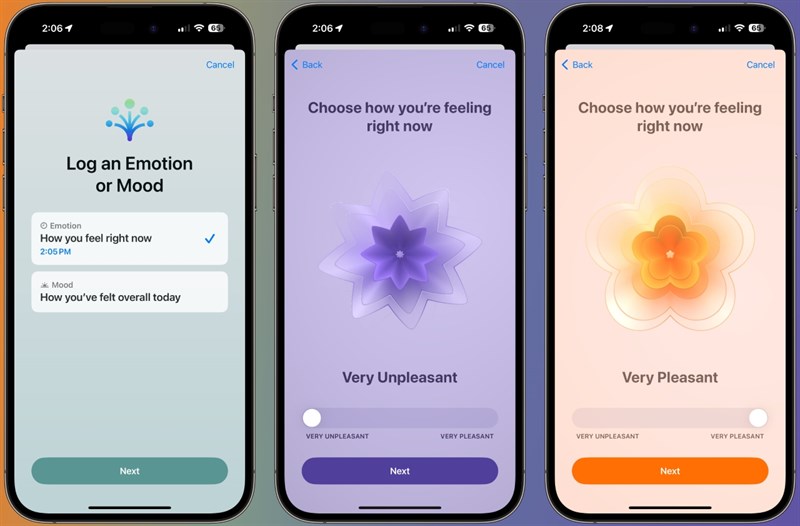 2:06
65
Cancel
Log an Emotion
or Mood
Emotion
How you feel right now
2:05 PM
Mood
How you've felt overall today
Next
2:06
65
Back
Cancel
Choose how you're feeling
right now
Very Unpleasant
VERY UNPLEASANT
VERY PLEASANT
Next
2:08
65
Back
Cancel
Choose how you're feeling
right now
Very Pleasant
VERY UNPLEASANT
VERY PLEASANT
Next